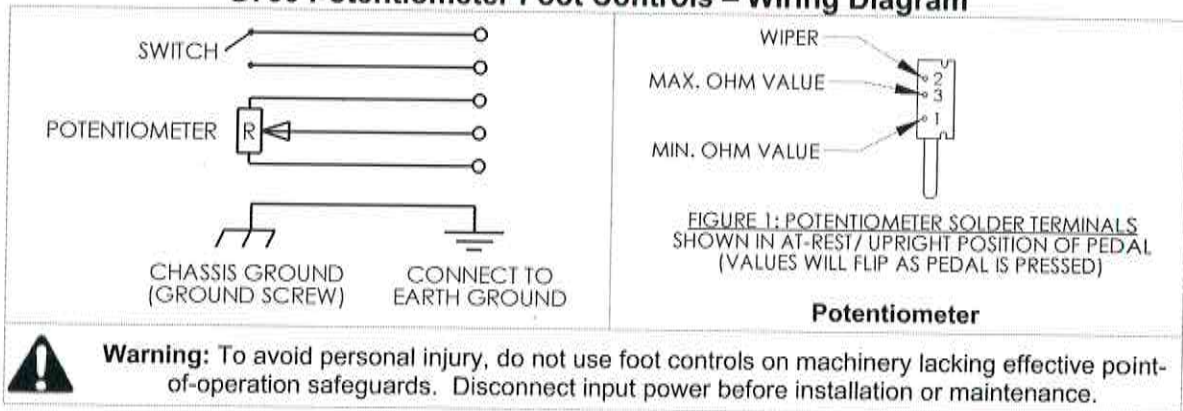 Potentiometer Foot Controls – Wiring Diagram
SWITCH
POTENTIOMETER
R
CHASSIS GROUND
(GROUND SCREW)
CONNECT TO
EARTH GROUND
WIPER
MAX. OHM VALUE
MIN. OHM VALUE
2
3
1
FIGURE 1: POTENTIOMETER SOLDER TERMINALS
SHOWN IN AT-REST/ UPRIGHT POSITION OF PEDAL
(VALUES WILL FLIP AS PEDAL IS PRESSED)
Potentiometer
Warning: To avoid personal injury, do not use foot controls on machinery lacking effective point-
of-operation safeguards. Disconnect input power before installation or maintenance.